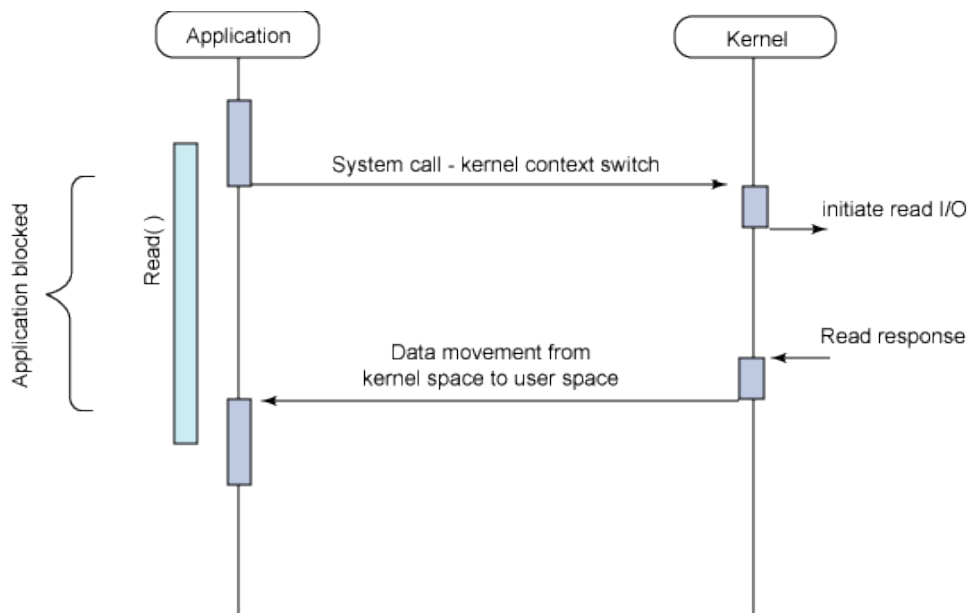 Application
Kernel
System call - kernel context switch
initiate read I/O
Application blocked
Read( )
Read response
Data movement from
kernel space to user space